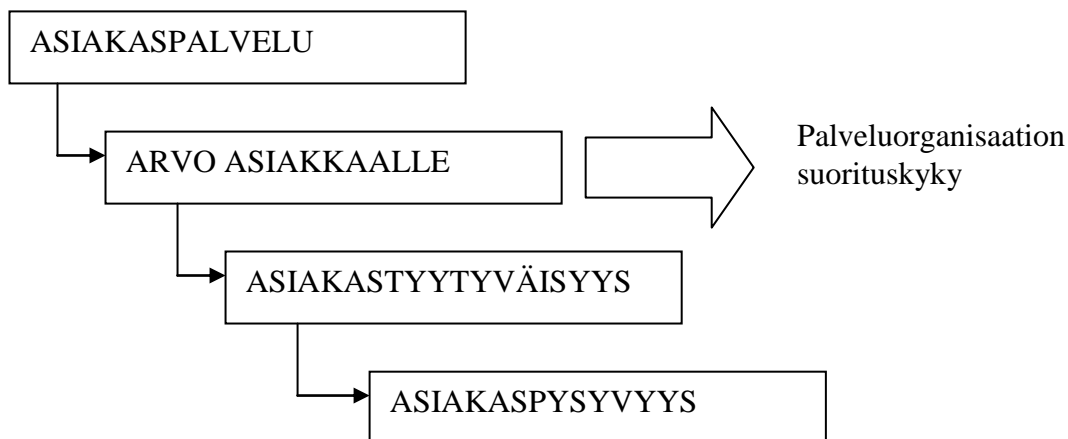 ASIAKASPALVELU
ARVO ASIAKKAALLE
Palveluorganisaation
suorituskyky
ASIAKASTYYTYVÄISYYS
ASIAKASPYSYVYYS